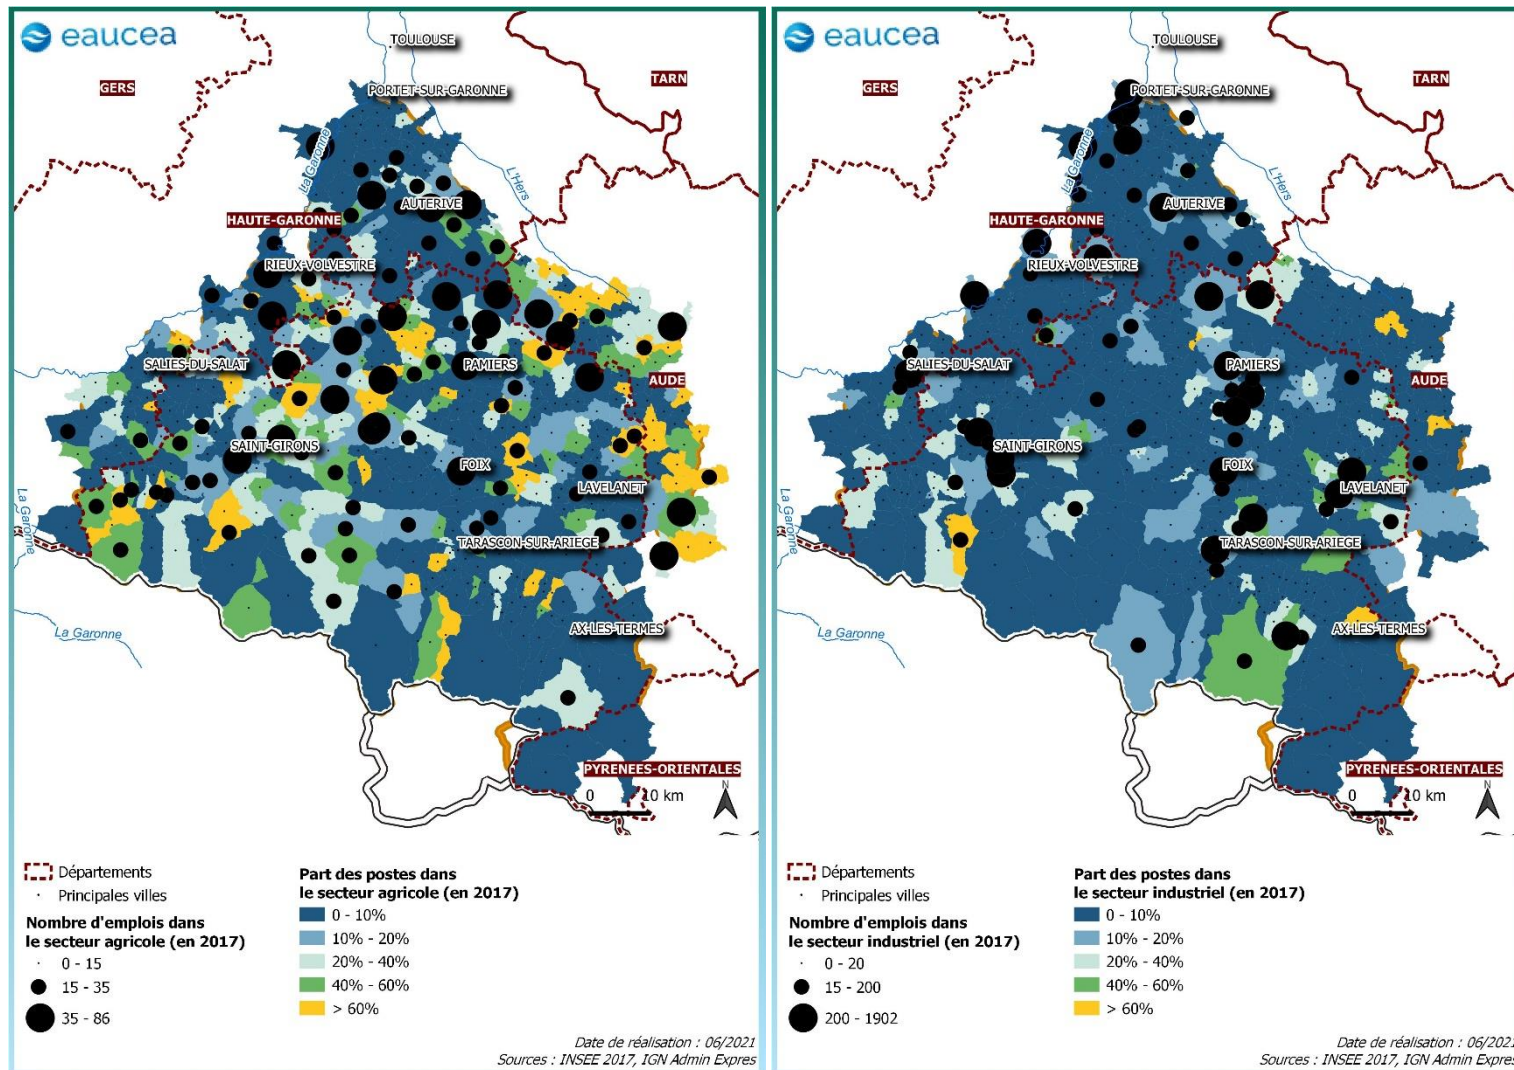 eaucea
TOULOUSE
GERS
TARN
PORTET-SUR-GARONNE
La Garonne
L'Hers
AUTERIVE
HAUTE-GARONNE
RIEUX-VOLVESTRE
SALIES-DU-SALAT
PAMIERS
AUDE
SAINT-GIRONS
FOIX
LAVELANET
La Garonne
TARASCON-SUR-ARIEGE
La Garonne
AX-LES-TERMES
PYRENEES-ORIENTALES
0 10 km
N
Départements
Principales villes
Nombre d'emplois dans
le secteur agricole (en 2017)
0 - 15
15 - 35
35 - 86
Part des postes dans
le secteur agricole (en 2017)
0 - 10%
10% - 20%
20% - 40%
40% - 60%
> 60%
Date de réalisation : 06/2021
Sources : INSEE 2017, IGN Admin Expres
eaucea
TOULOUSE
GERS
TARN
PORTET-SUR-GARONNE
La Garonne
L'Hers
AUTERIVE
HAUTE-GARONNE
RIEUX-VOLVESTRE
SALIES-DU-SALAT
PAMIERS
AUDE
SAINT-GIRONS
FOIX
LAVELANET
La Garonne
TARASCON-SUR-ARIEGE
La Garonne
AX-LES-TERMES
PYRENEES-ORIENTALES
0 10 km
N
Départements
Principales villes
Nombre d'emplois dans
le secteur industriel (en 2017)
0 - 20
15 - 200
200 - 1902
Part des postes dans
le secteur industriel (en 2017)
0 - 10%
10% - 20%
20% - 40%
40% - 60%
> 60%
Date de réalisation : 06/2021
Sources : INSEE 2017, IGN Admin Expres